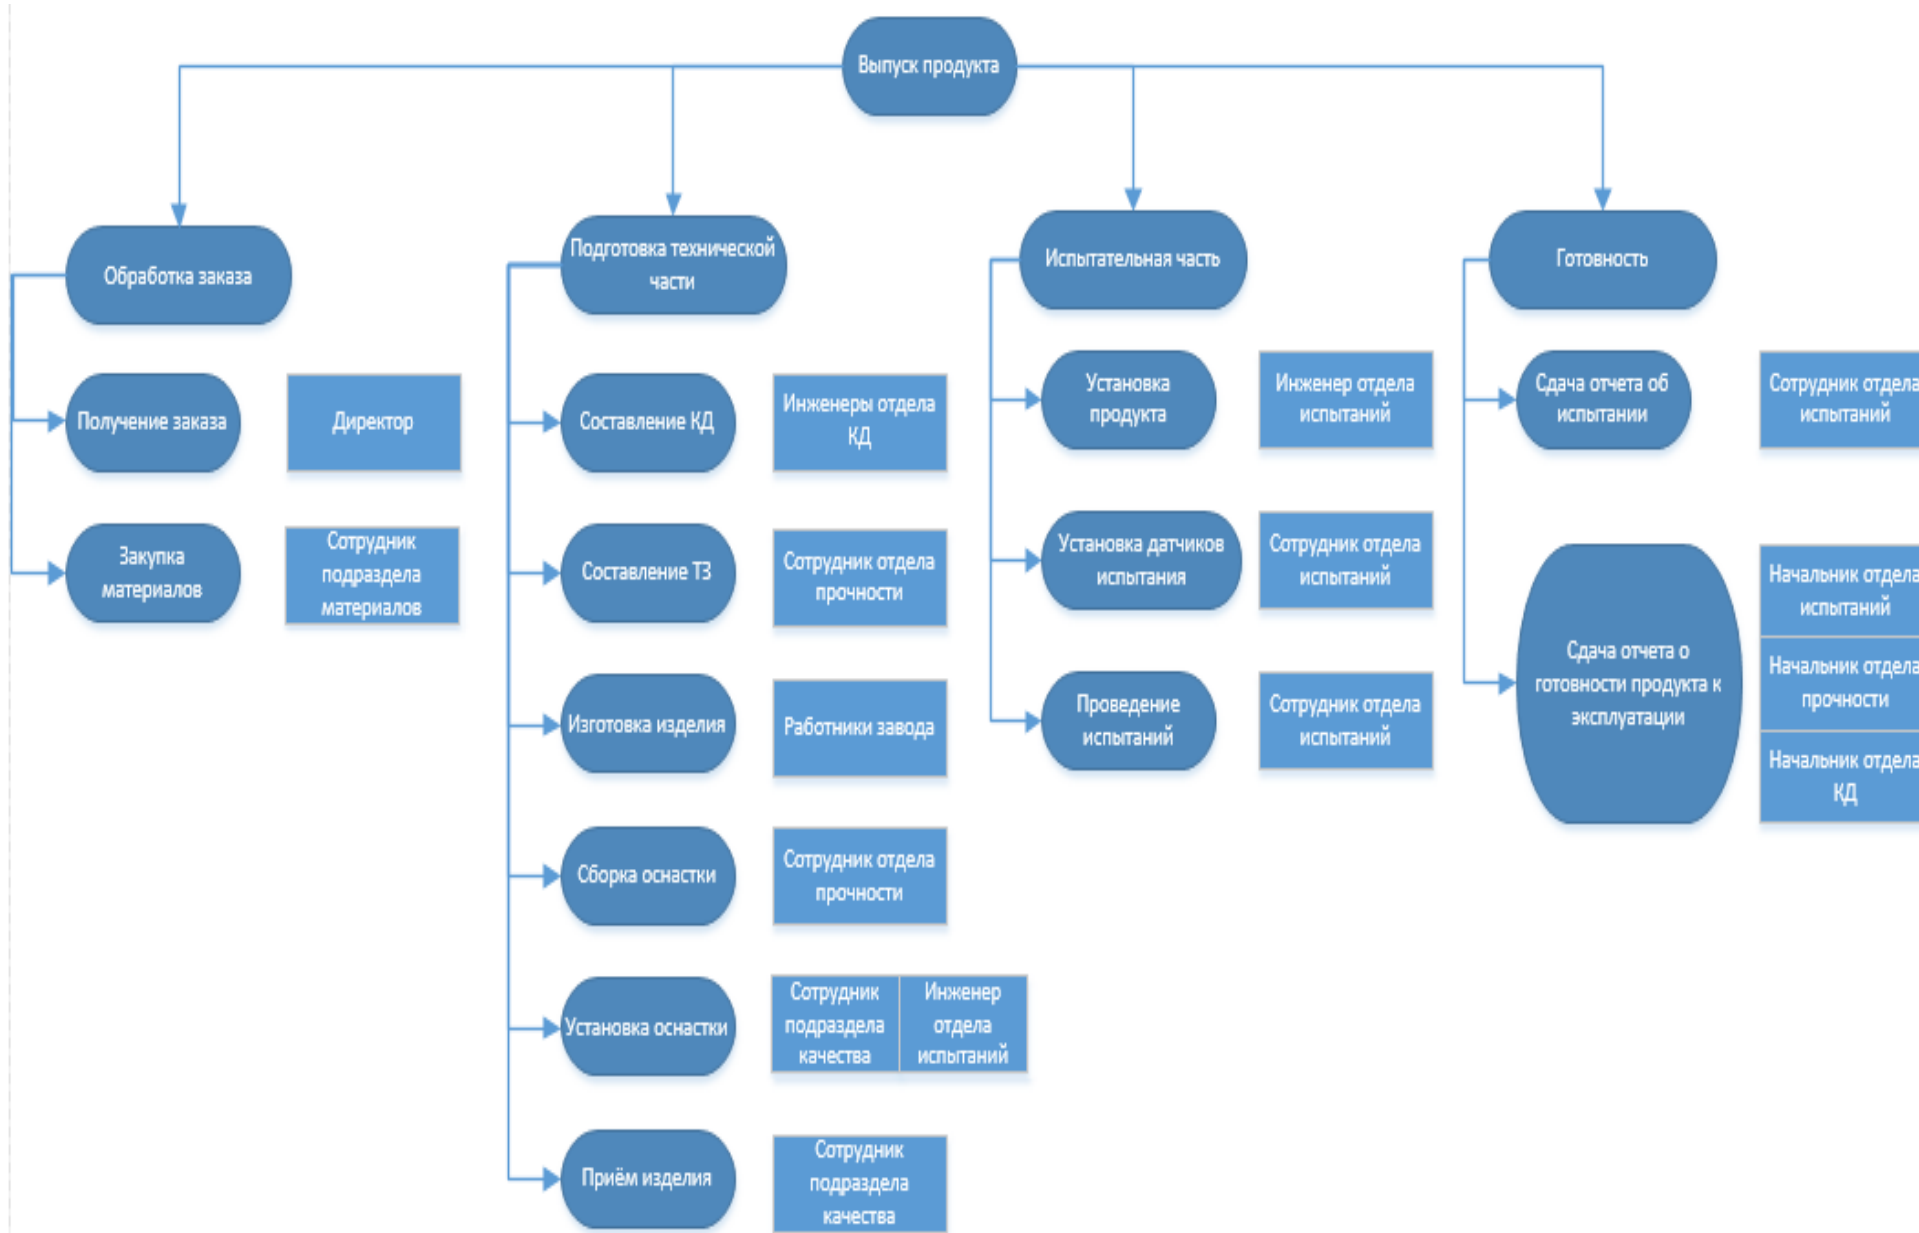 Выпуск продукта
Обработка заказа
Получение заказа
Директор
Закупка
материалов
Сотрудник
подраздела
материалов
Подготовка технической
части
Составление КД
Инженеры отдела
КД
Составление ТЗ
Сотрудник отдела
прочности
Изготовка изделия
Работники завода
Сборка оснастки
Сотрудник отдела
прочности
Установка оснастки
Сотрудник
подраздела
качества
Инженер
отдела
испытаний
Приём изделия
Сотрудник
подраздела
качества
Испытательная часть
Установка
продукта
Инженер отдела
испытаний
Установка датчиков
испытания
Сотрудник отдела
испытаний
Проведение
испытаний
Сотрудник отдела
испытаний
Готовность
Сдача отчета об
испытании
Сотрудник отдела
испытаний
Сдача отчета о
готовности продукта к
эксплуатации
Начальник отдела
испытаний
Начальник отдела
прочности
Начальник отдела
КД